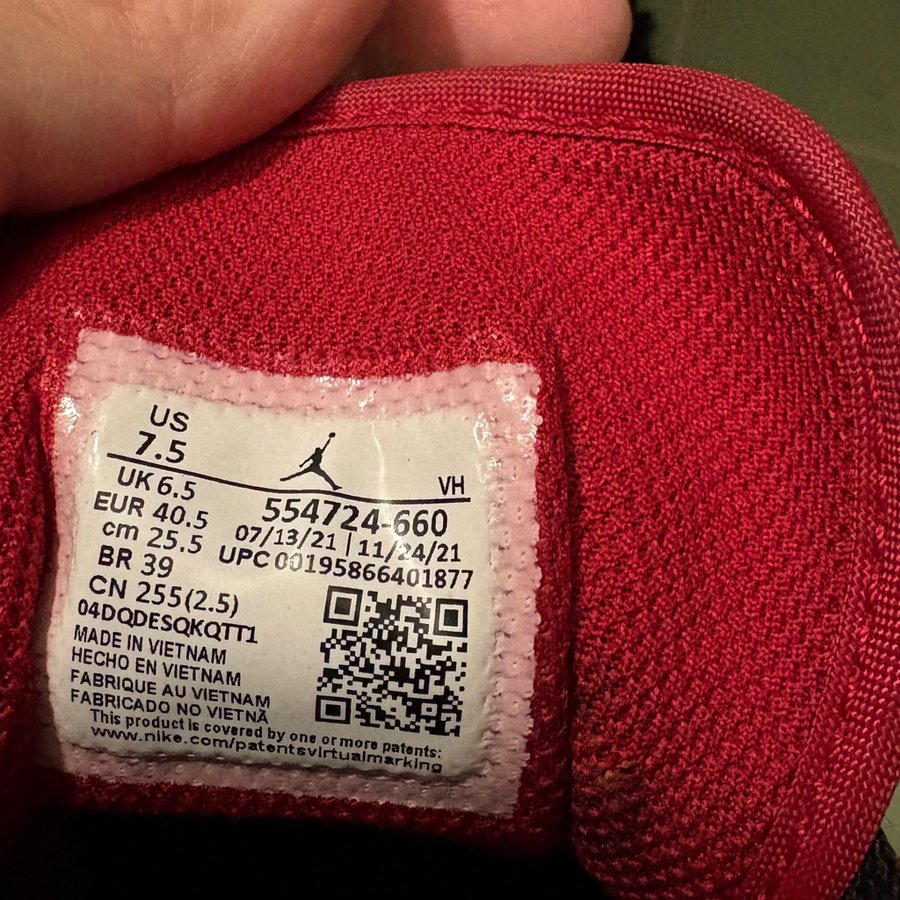 US
7.5
VH
UK 6.5
EUR 40.5
cm 25.5
BR 39
CN 255(2.5)
554724-660
07/13/21 | 11/24/21
UPC 00195866401877
04DQDESQKQTT1
MADE IN VIETNAM
HECHO EN VIETNAM
FABRIQUE AU VIETNAM
FABRICADO NO VIETNÃ
This product is covered by one or more patents:
www.nike.com/patentsvirtualmarking